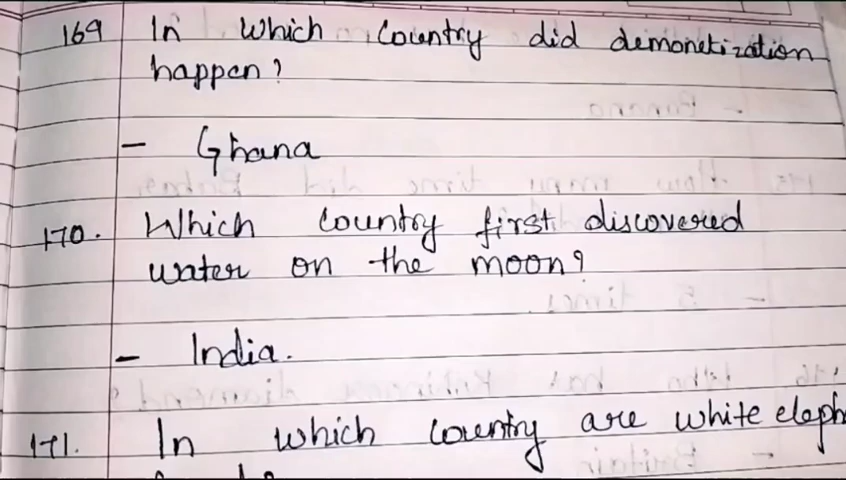 169 In which country did demonetization
happen?
- Ghana
170. Which country first discovered
water on the moon?
- India.
171. In which country are white eleph